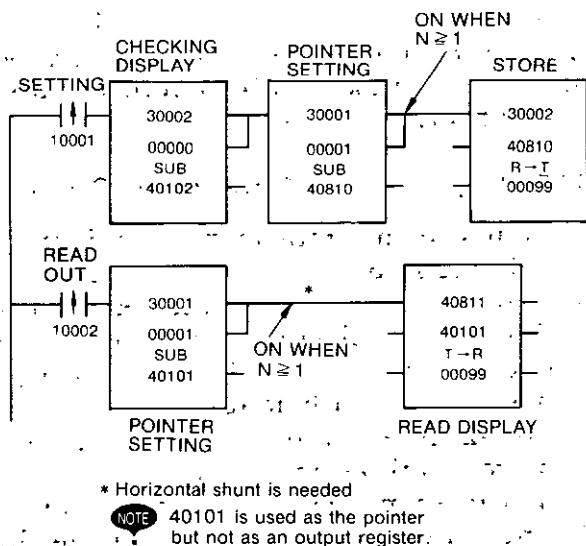 CHECKING
DISPLAY
POINTER
SETTING
ON WHEN
N ≧ 1
STORE
SETTING
10001
30002
00000
SUB
40102
30001
00001
SUB
40810
30002
40810
R→T
00099
READ
OUT
10002
30001
00001
SUB
40101
*
ON WHEN
N ≧ 1
40811
40101
T→R
00099
POINTER
SETTING
READ DISPLAY
* Horizontal shunt is needed
NOTE 40101 is used as the pointer
but not as an output register.